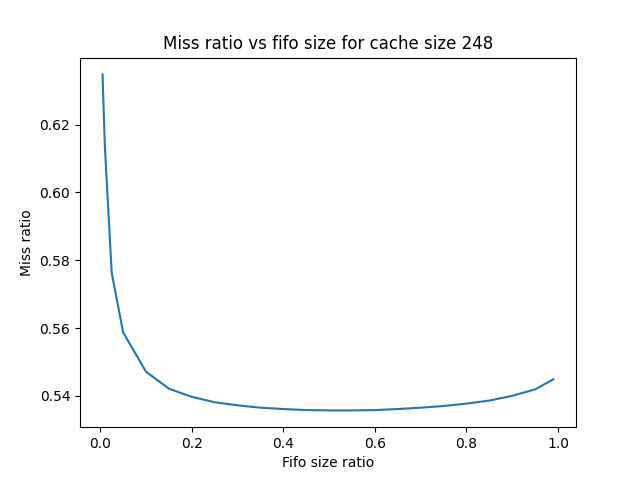 Miss ratio vs fifo size for cache size 248
Miss ratio
0.62
0.60
0.58
0.56
0.54
0.0 0.2 0.4 0.6 0.8 1.0
Fifo size ratio